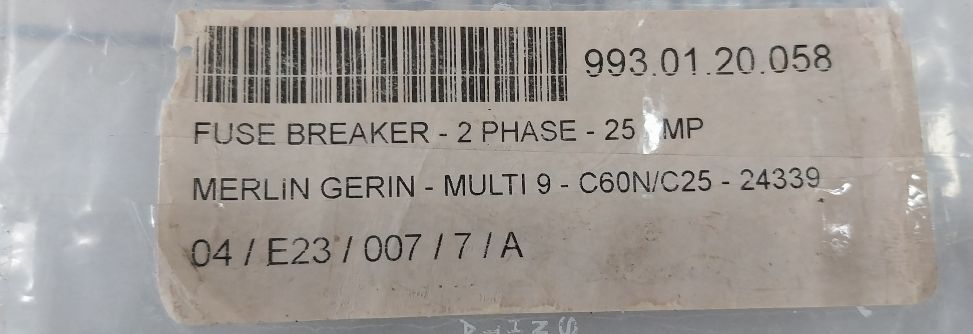 993.01.20.058
FUSE BREAKER - 2 PHASE - 25 MP
MERLIN GERIN - MULTI 9 - C60N/C25 - 24339
04 / E23 / 007 / 7 / A